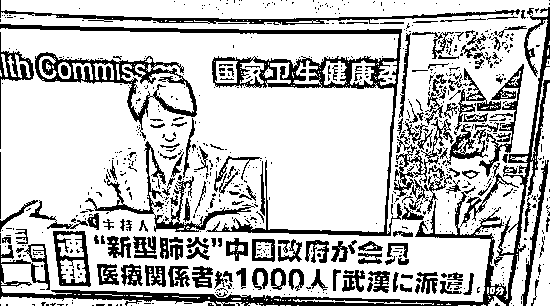 lth Commission 国家卫生健康委
主持人
速報
"新型肺炎"中国政府が会見
医療関係者約1000人「武漢に派遣」